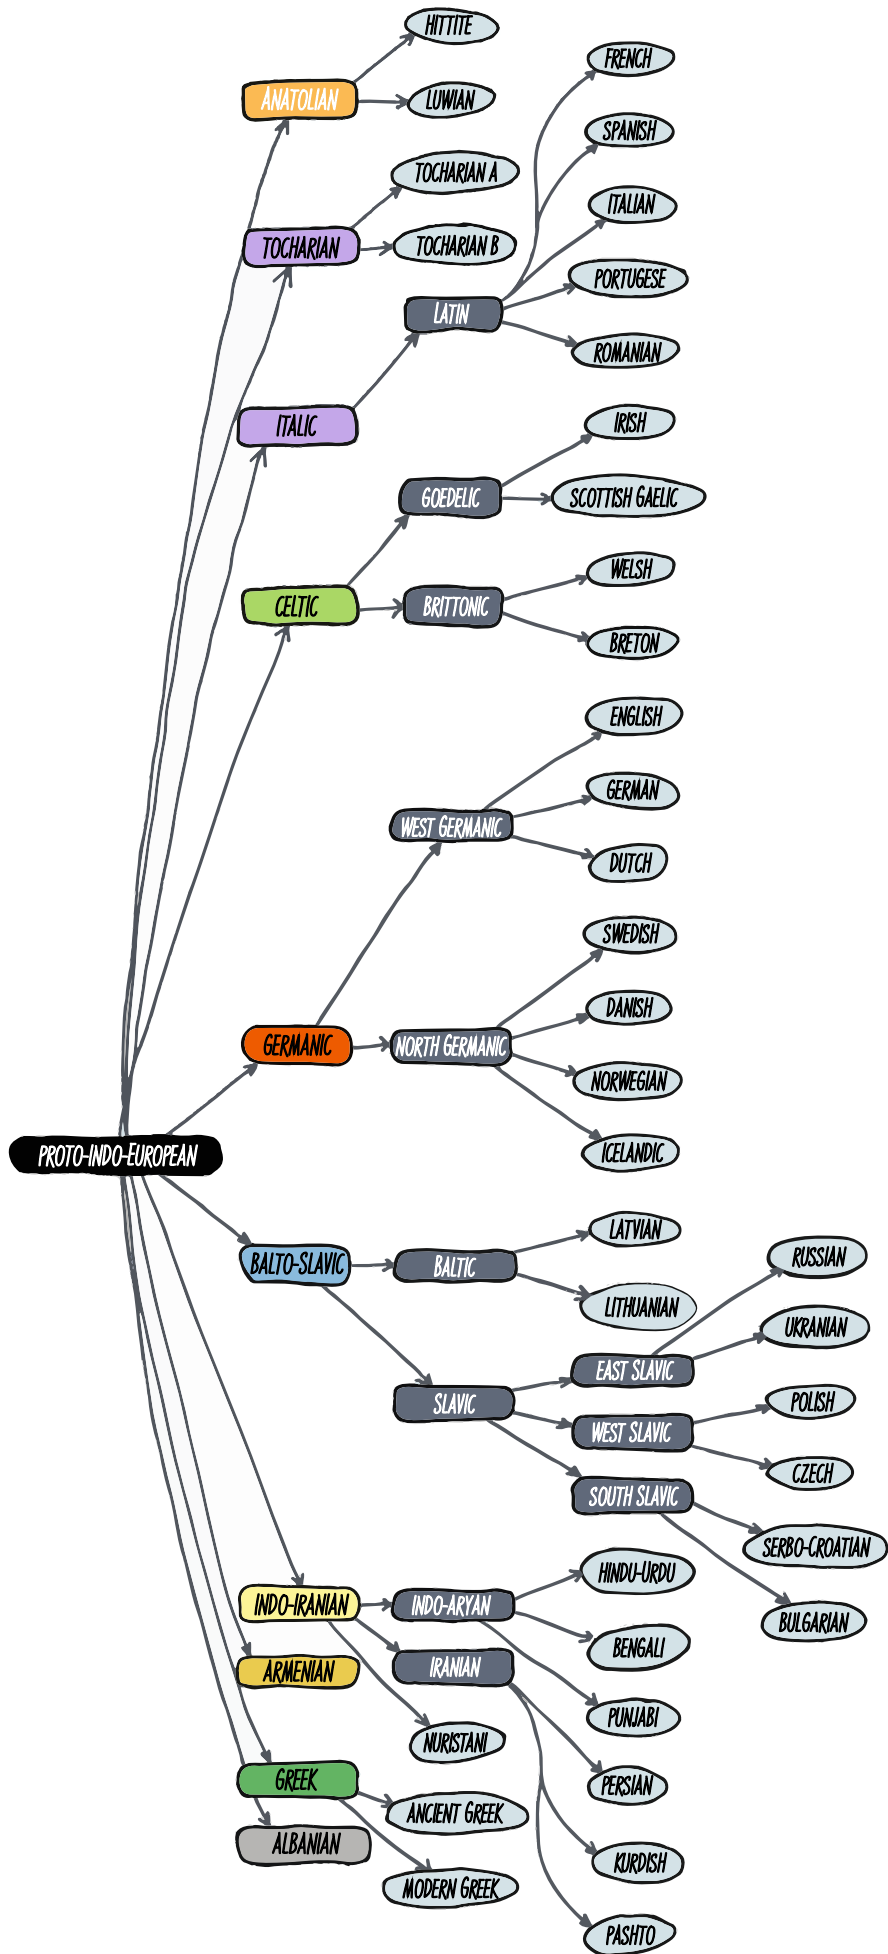 HITTITE
FRENCH
ANATOLIAN
LUWIAN
SPANISH
TOCHARIAN A
ITALIAN
TOCHARIAN
TOCHARIAN B
PORTUGESE
LATIN
ROMANIAN
ITALIC
IRISH
GOEDELIC
SCOTTISH GAELIC
WELSH
CELTIC
BRITTONIC
BRETON
ENGLISH
GERMAN
WEST GERMANIC
DUTCH
SWEDISH
DANISH
GERMANIC
NORTH GERMANIC
NORWEGIAN
ICELANDIC
PROTO-INDO-EUROPEAN
LATVIAN
RUSSIAN
BALTO-SLAVIC
BALTIC
LITHUANIAN
UKRANIAN
EAST SLAVIC
SLAVIC
POLISH
WEST SLAVIC
CZECH
SOUTH SLAVIC
SERBO-CROATIAN
HINDU-URDU
INDO-IRANIAN
INDO-ARYAN
BULGARIAN
BENGALI
ARMENIAN
IRANIAN
PUNJABI
NURISTANI
GREEK
PERSIAN
ANCIENT GREEK
ALBANIAN
KURDISH
MODERN GREEK
PASHTO